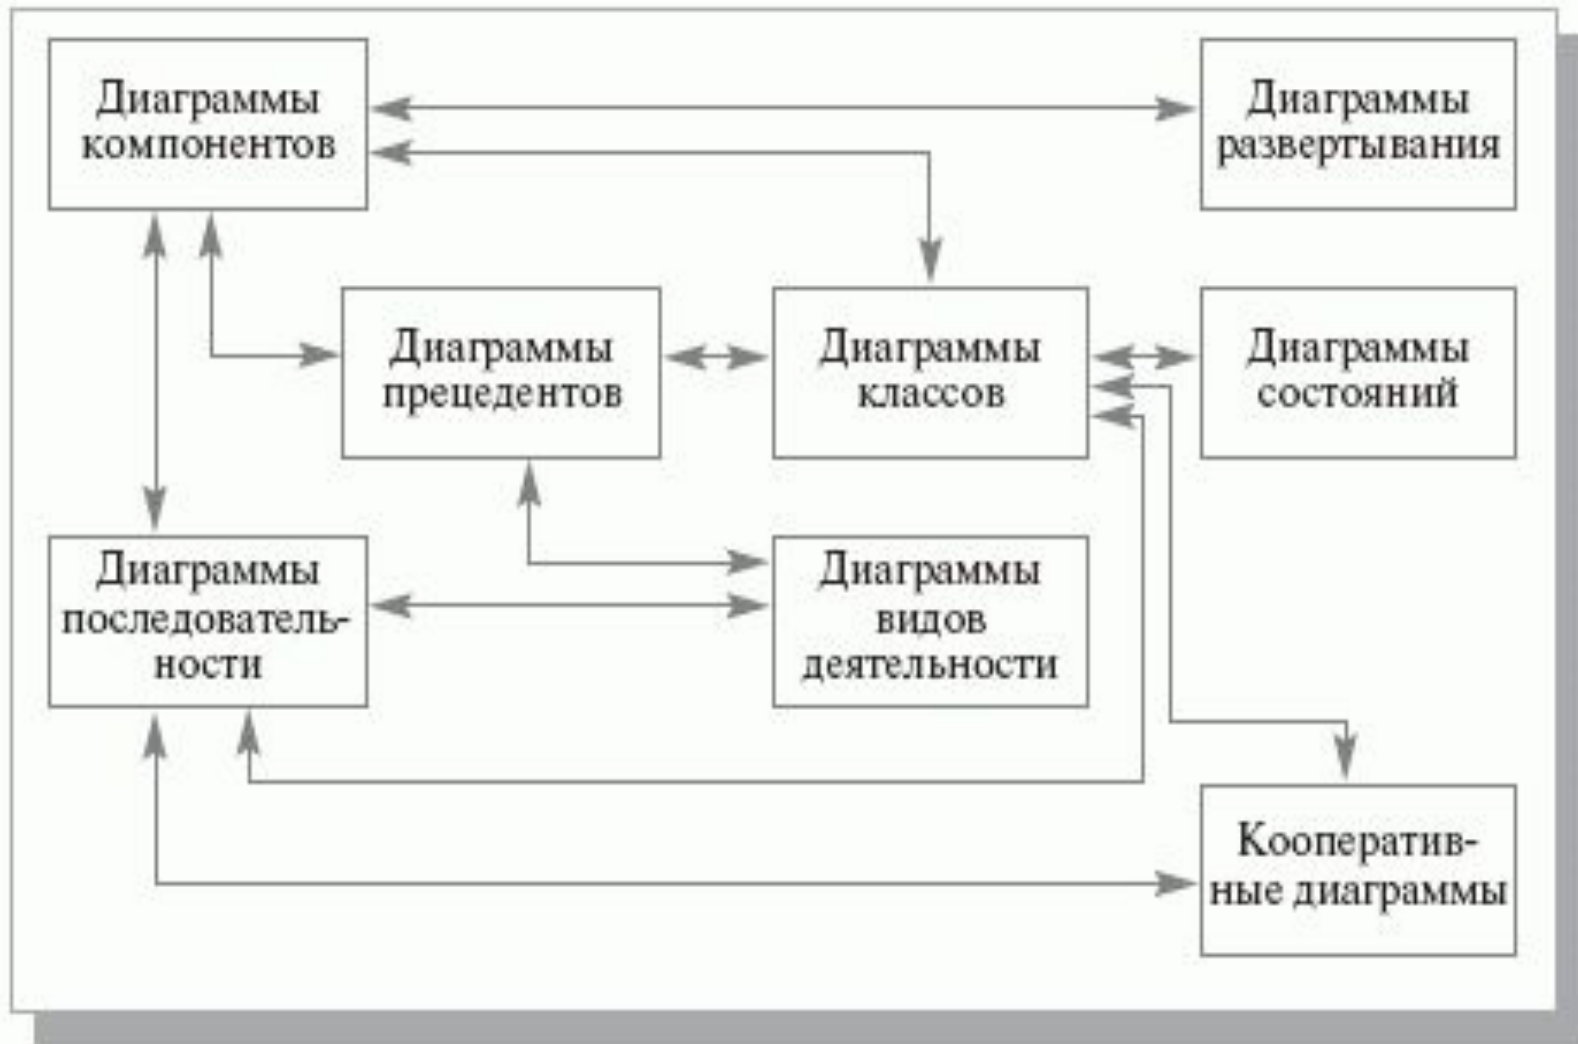 Диаграммы
компонентов
Диаграммы
развертывания
Диаграммы
прецедентов
Диаграммы
классов
Диаграммы
состояний
Диаграммы
последователь-
ности
Диаграммы
видов
деятельности
Кооператив-
ные диаграммы